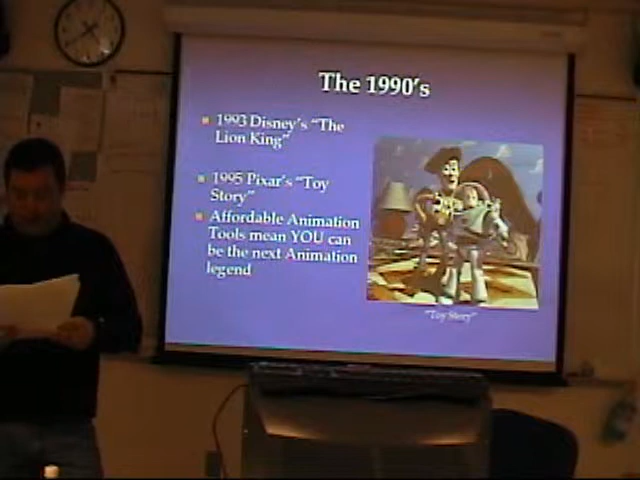 The 1990's
1993 Disney's "The
Lion King"
1995 Pixar's "Toy
Story"
Affordable Animation
Tools mean YOU can
be the next Animation
legend
"Toy Story"